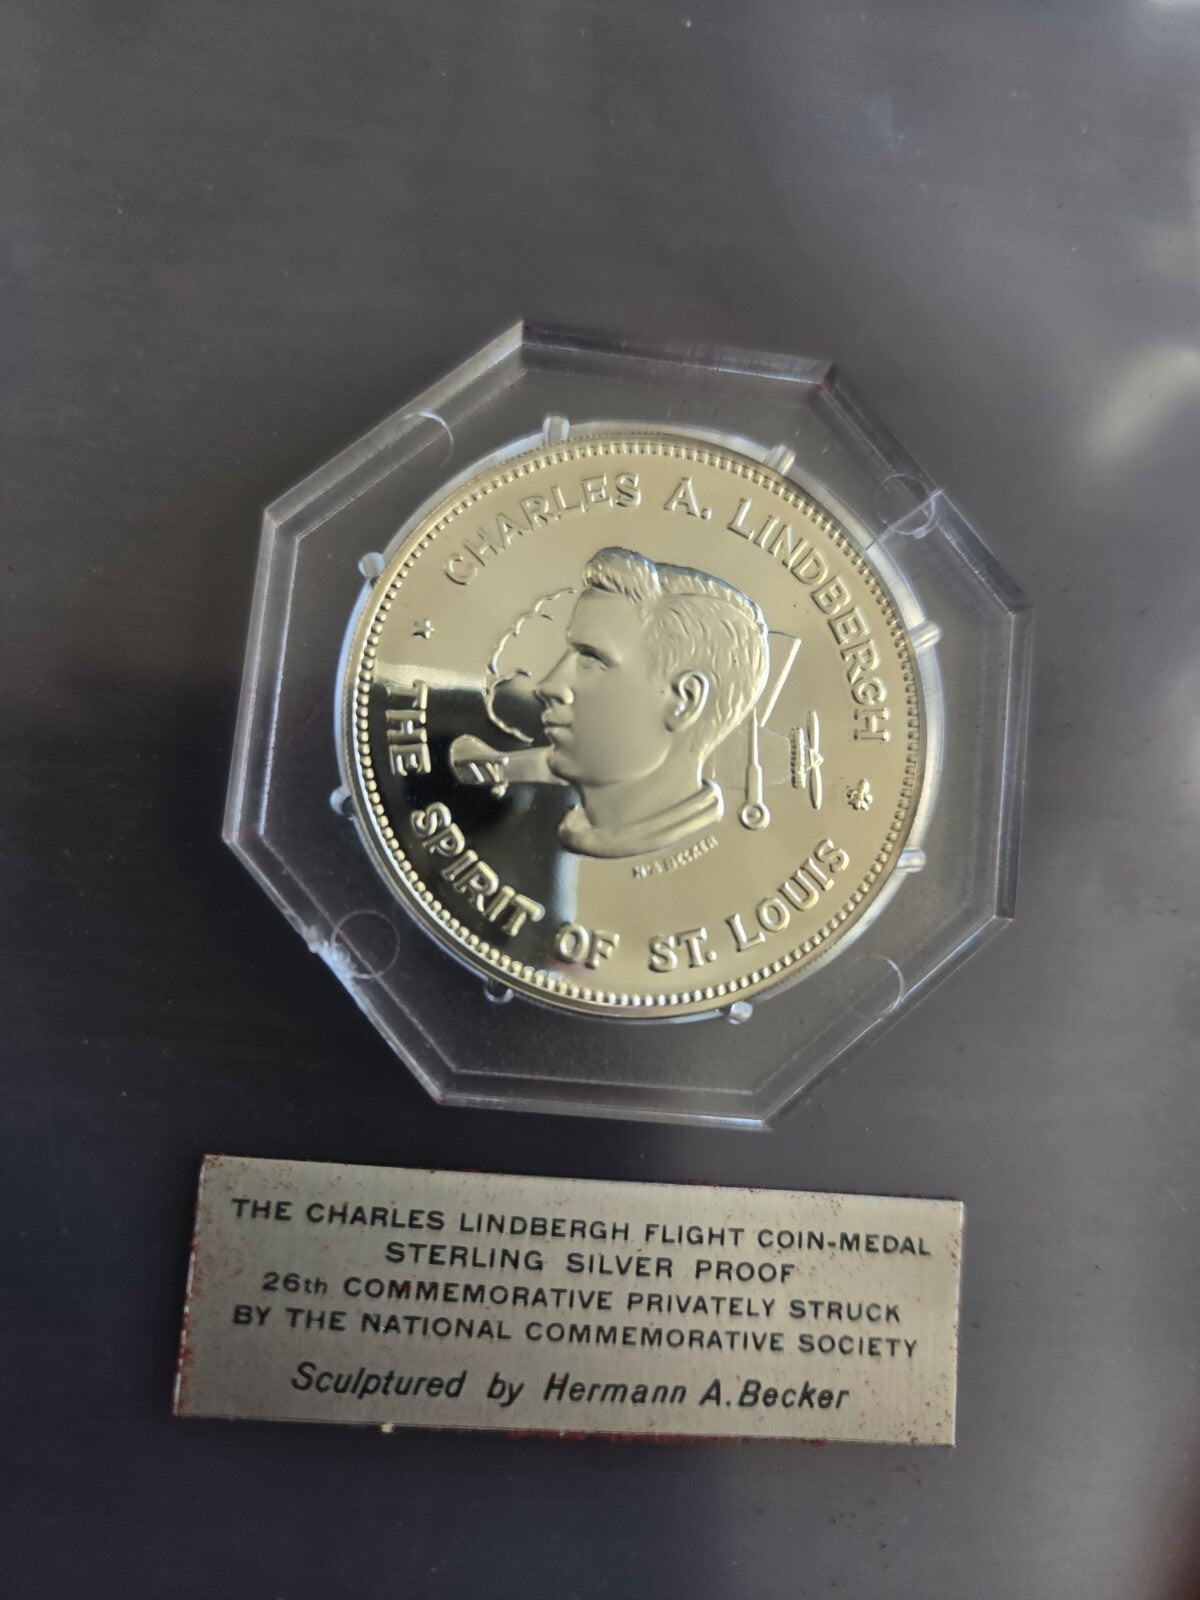 CHARLES A. LINDBERGH
THE SPIRIT OF ST. LOUIS
THE CHARLES LINDBERGH FLIGHT COIN-MEDAL
STERLING SILVER PROOF
26th COMMEMORATIVE PRIVATELY STRUCK
BY THE NATIONAL COMMEMORATIVE SOCIETY
Sculptured by Hermann A. Becker